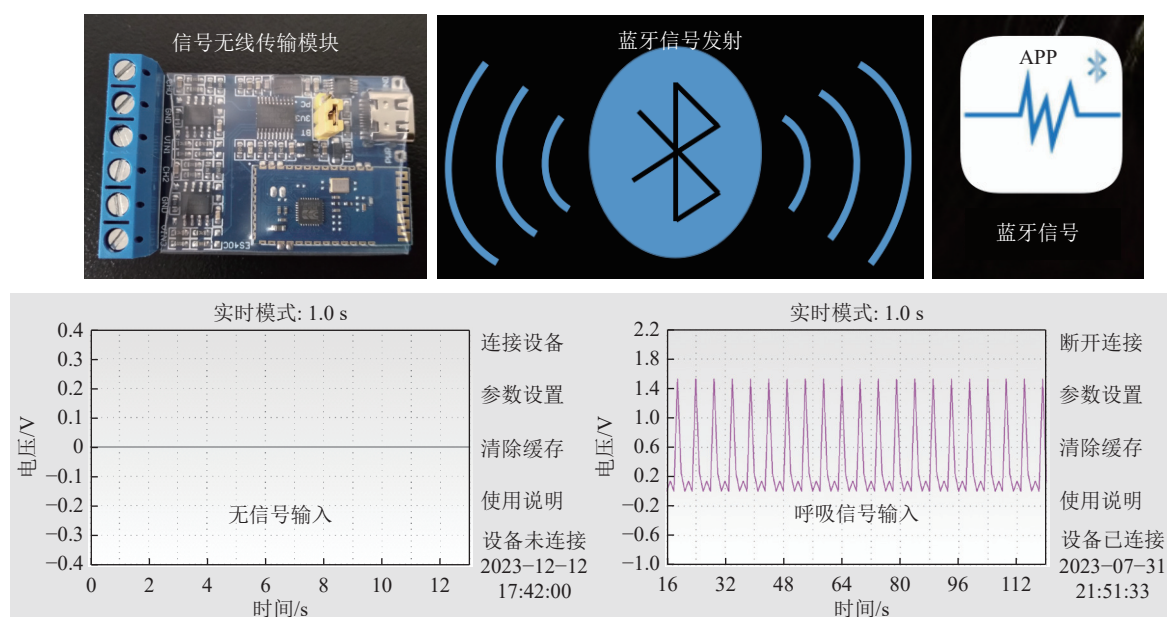 信号无线传输模块
CH2
GND
PC
3V3
BT
ES40C
蓝牙信号发射
APP
蓝牙信号
实时模式: 1.0 s
电压/V
0.4
0.3
0.2
0.1
0
−0.1
−0.2
−0.3
−0.4
无信号输入
0 2 4 6 8 10 12
时间/s
连接设备
参数设置
清除缓存
使用说明
设备未连接
2023−12−12
17:42:00
实时模式: 1.0 s
电压/V
2.2
1.8
1.4
1.0
0.6
0.2
−0.2
−0.6
−1.0
呼吸信号输入
16 32 48 64 80 96 112
时间/s
断开连接
参数设置
清除缓存
使用说明
设备已连接
2023−07−31
21:51:33